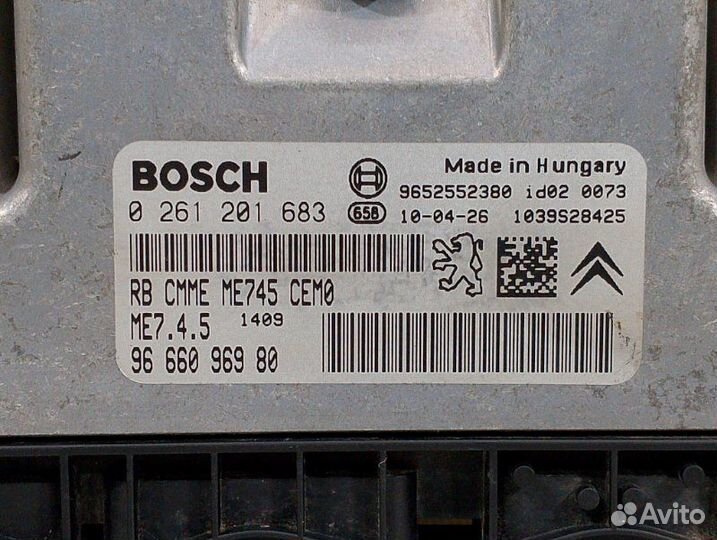 BOSCH
Made in Hungary
9652552380 id02 0073
0 261 201 683 658 10-04-26 1039S28425
RB CMME ME745 CEM0
ME7.4.5 1409
96 660 969 80
Avito